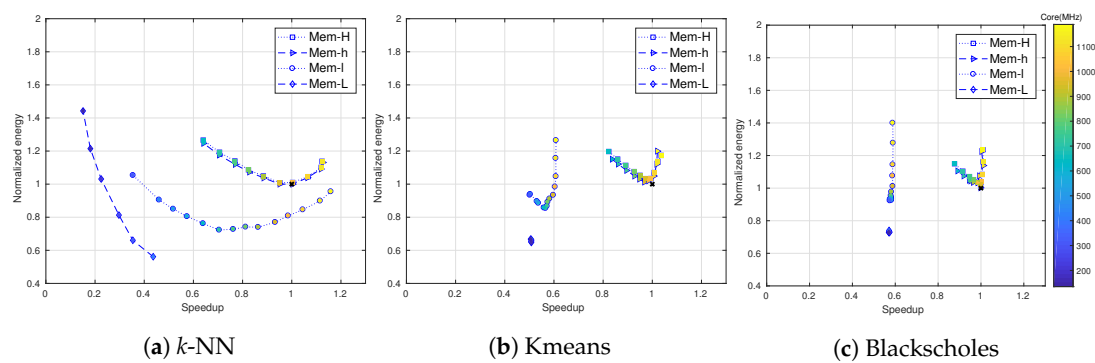 2
1.8
1.6
1.4
1.2
1
0.8
0.6
0.4
Normalized energy
0 0.2 0.4 0.6 0.8 1 1.2
Speedup
Mem-H
Mem-h
Mem-l
Mem-L
(a) k-NN
2
1.8
1.6
1.4
1.2
1
0.8
0.6
0.4
Normalized energy
0 0.2 0.4 0.6 0.8 1 1.2
Speedup
Mem-H
Mem-h
Mem-l
Mem-L
(b) Kmeans
2
1.8
1.6
1.4
1.2
1
0.8
0.6
0.4
Normalized energy
0 0.2 0.4 0.6 0.8 1 1.2
Speedup
Mem-H
Mem-h
Mem-l
Mem-L
(c) Blackscholes
Core(MHz)
1100
1000
900
800
700
600
500
400
300
200